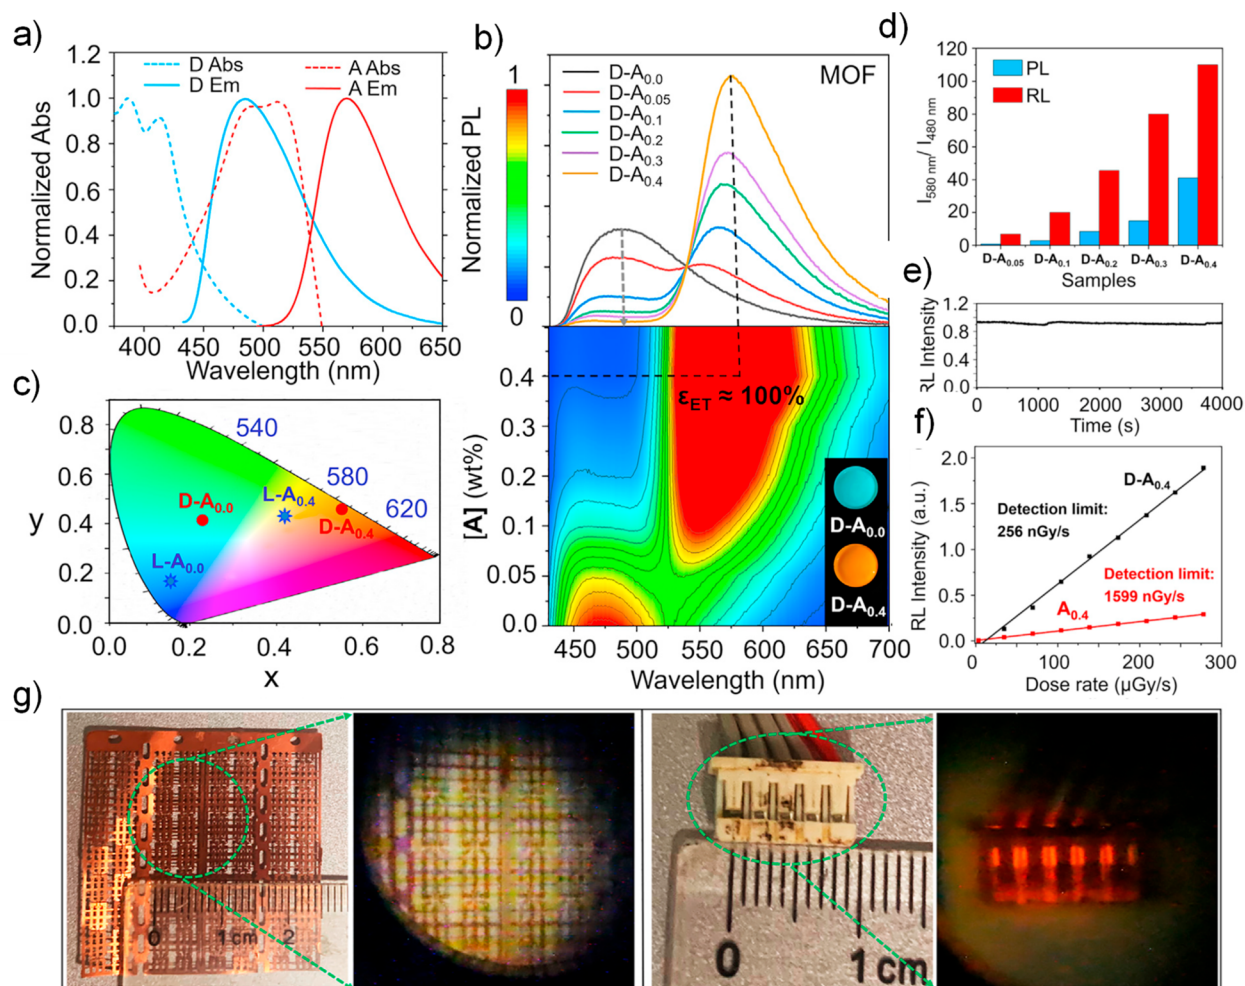 a)
1.2
1.0
0.8
0.6
0.4
0.2
0.0
Normalized Abs
D Abs
D Em
A Abs
A Em
400 450 500 550 600 650
Wavelength (nm)
b)
1
0
Normalized PL
MOF
D-A0.0
D-A0.05
D-A0.1
D-A0.2
D-A0.3
D-A0.4
0.4
0.3
0.2
0.1
0.05
0.0
[A] (wt%)
εET ≈ 100%
D-A0.0
D-A0.4
450 500 550 600 650 700
Wavelength (nm)
c)
0.8
0.6
0.4
0.2
0.0
y
540
580
620
D-A0.0
L-A0.4
D-A0.4
L-A0.0
0.0 0.2 0.4 0.6 0.8
x
d)
120
100
80
60
40
20
0
I580 nm/ I480 nm
PL
RL
D-A0.05 D-A0.1 D-A0.2 D-A0.3 D-A0.4
Samples
e)
1.2
0.8
0.4
0.0
RL Intensity
0 1000 2000 3000 4000
Time (s)
f)
2.0
1.5
1.0
0.5
0.0
RL Intensity (a.u.)
D-A0.4
Detection limit:
256 nGy/s
Detection limit:
1599 nGy/s
A0.4
0 70 140 210 280
Dose rate (µGy/s)
g)
0 1 cm 2
0 1 cm